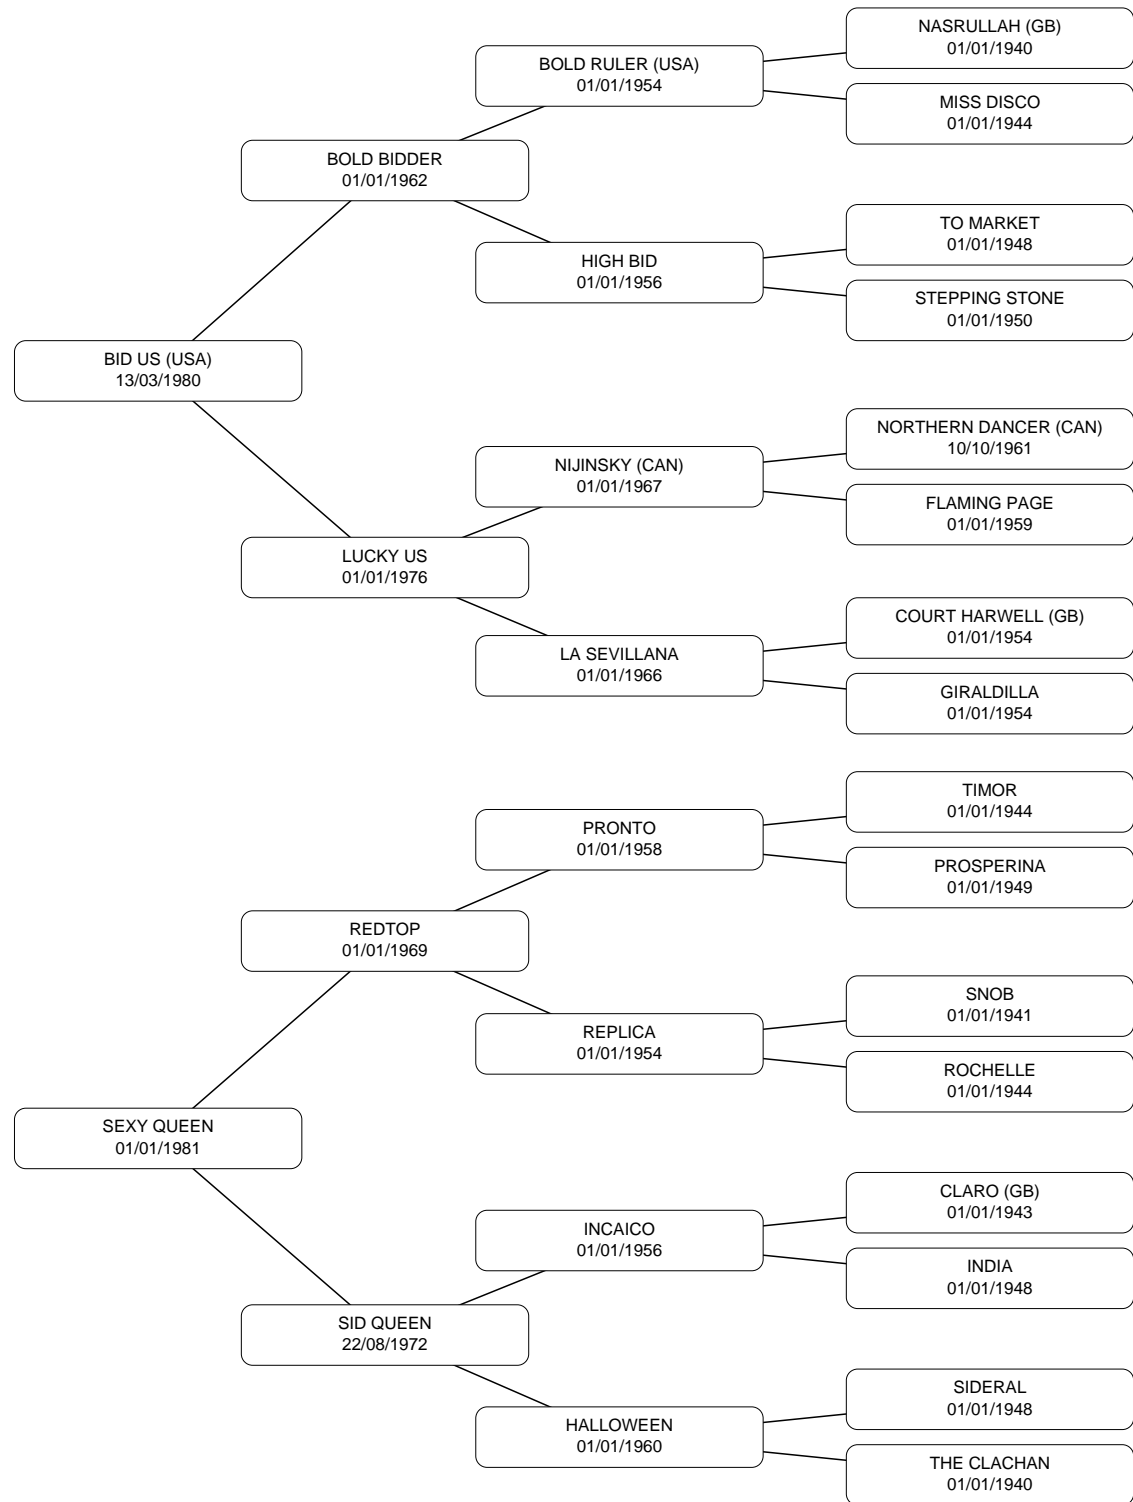 NASRULLAH (GB)
01/01/1940
BOLD RULER (USA)
01/01/1954
MISS DISCO
01/01/1944
BOLD BIDDER
01/01/1962
TO MARKET
01/01/1948
HIGH BID
01/01/1956
STEPPING STONE
01/01/1950
BID US (USA)
13/03/1980
NORTHERN DANCER (CAN)
10/10/1961
NIJINSKY (CAN)
01/01/1967
FLAMING PAGE
01/01/1959
LUCKY US
01/01/1976
COURT HARWELL (GB)
01/01/1954
LA SEVILLANA
01/01/1966
GIRALDILLA
01/01/1954
TIMOR
01/01/1944
PRONTO
01/01/1958
PROSPERINA
01/01/1949
REDTOP
01/01/1969
SNOB
01/01/1941
REPLICA
01/01/1954
ROCHELLE
01/01/1944
SEXY QUEEN
01/01/1981
CLARO (GB)
01/01/1943
INCAICO
01/01/1956
INDIA
01/01/1948
SID QUEEN
22/08/1972
SIDERAL
01/01/1948
HALLOWEEN
01/01/1960
THE CLACHAN
01/01/1940